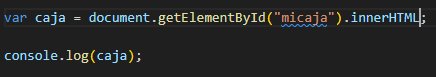 var caja = document.getElementById("micaja").innerHTML;
console.log(caja);